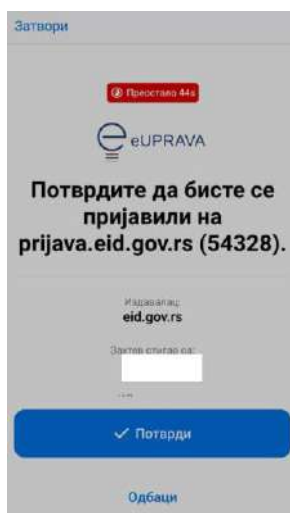 Затвори
Преостало 44s
eUPRAVA
Потврдите да бисте се
пријавили на
prijava.eid.gov.rs (54328).
Издавалац:
eid.gov.rs
Захтев стигао од:
Потврди
Одбаци